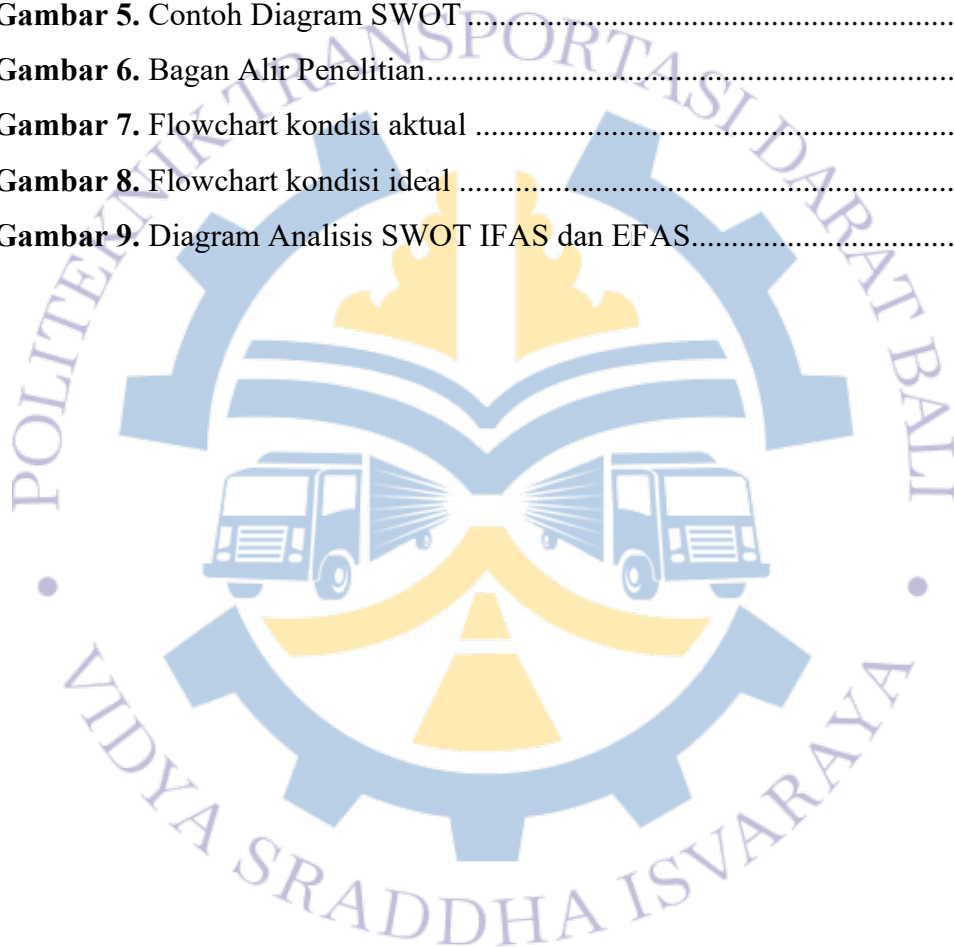 Gambar 5. Contoh Diagram SWOT ........................................................
Gambar 6. Bagan Alir Penelitian............................................................
Gambar 7. Flowchart kondisi aktual ......................................................
Gambar 8. Flowchart kondisi ideal ........................................................
Gambar 9. Diagram Analisis SWOT IFAS dan EFAS..............................
POLITEKNIK TRANSPORTASI DARAT BALI
• VIDYA SRADDHA ISVARAYA •